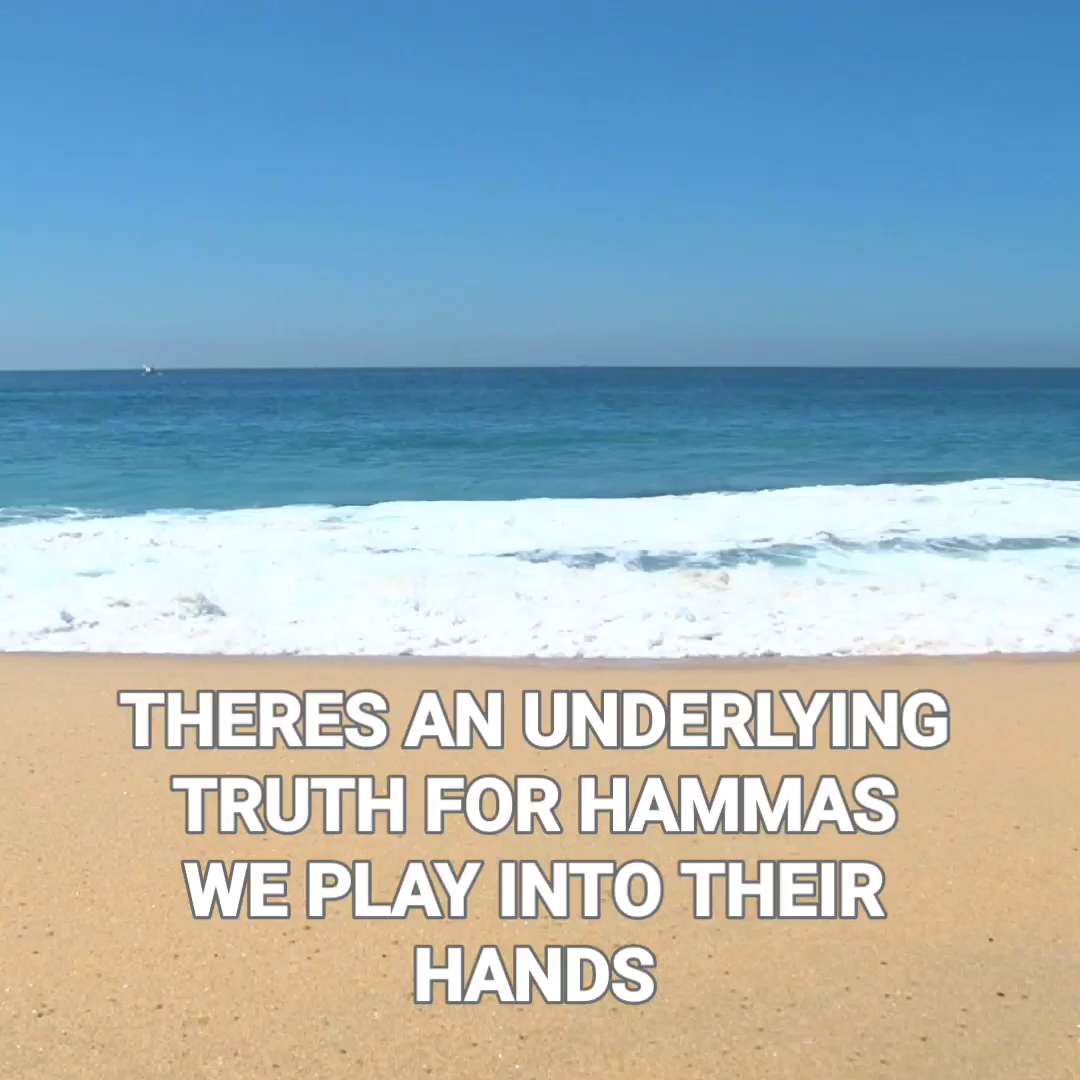 THERES AN UNDERLYING
TRUTH FOR HAMMAS
WE PLAY INTO THEIR
HANDS